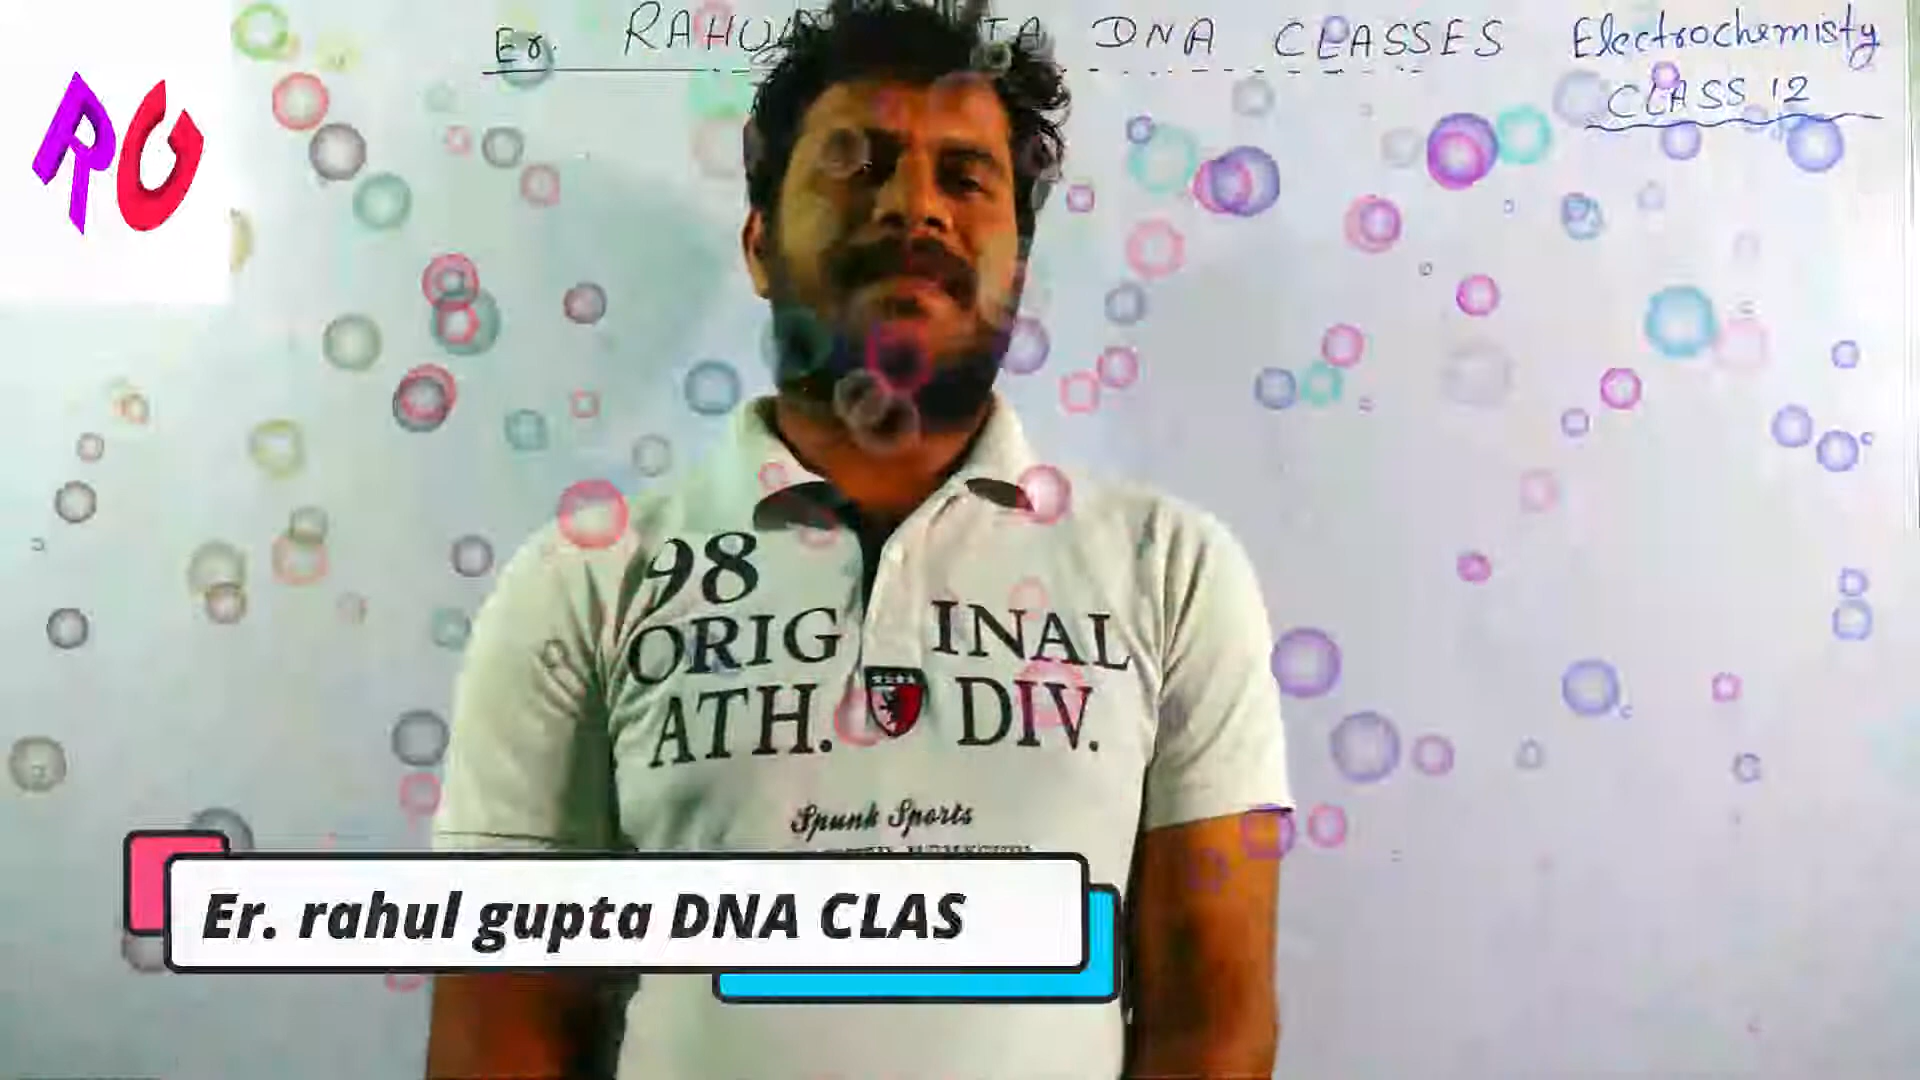 Er. RAHU TA DNA CLASSES Electrochemisty
CLASS 12
RG
98
ORIG INAL
ATH. DIV.
Spunk Sports
Er. rahul gupta DNA CLAS